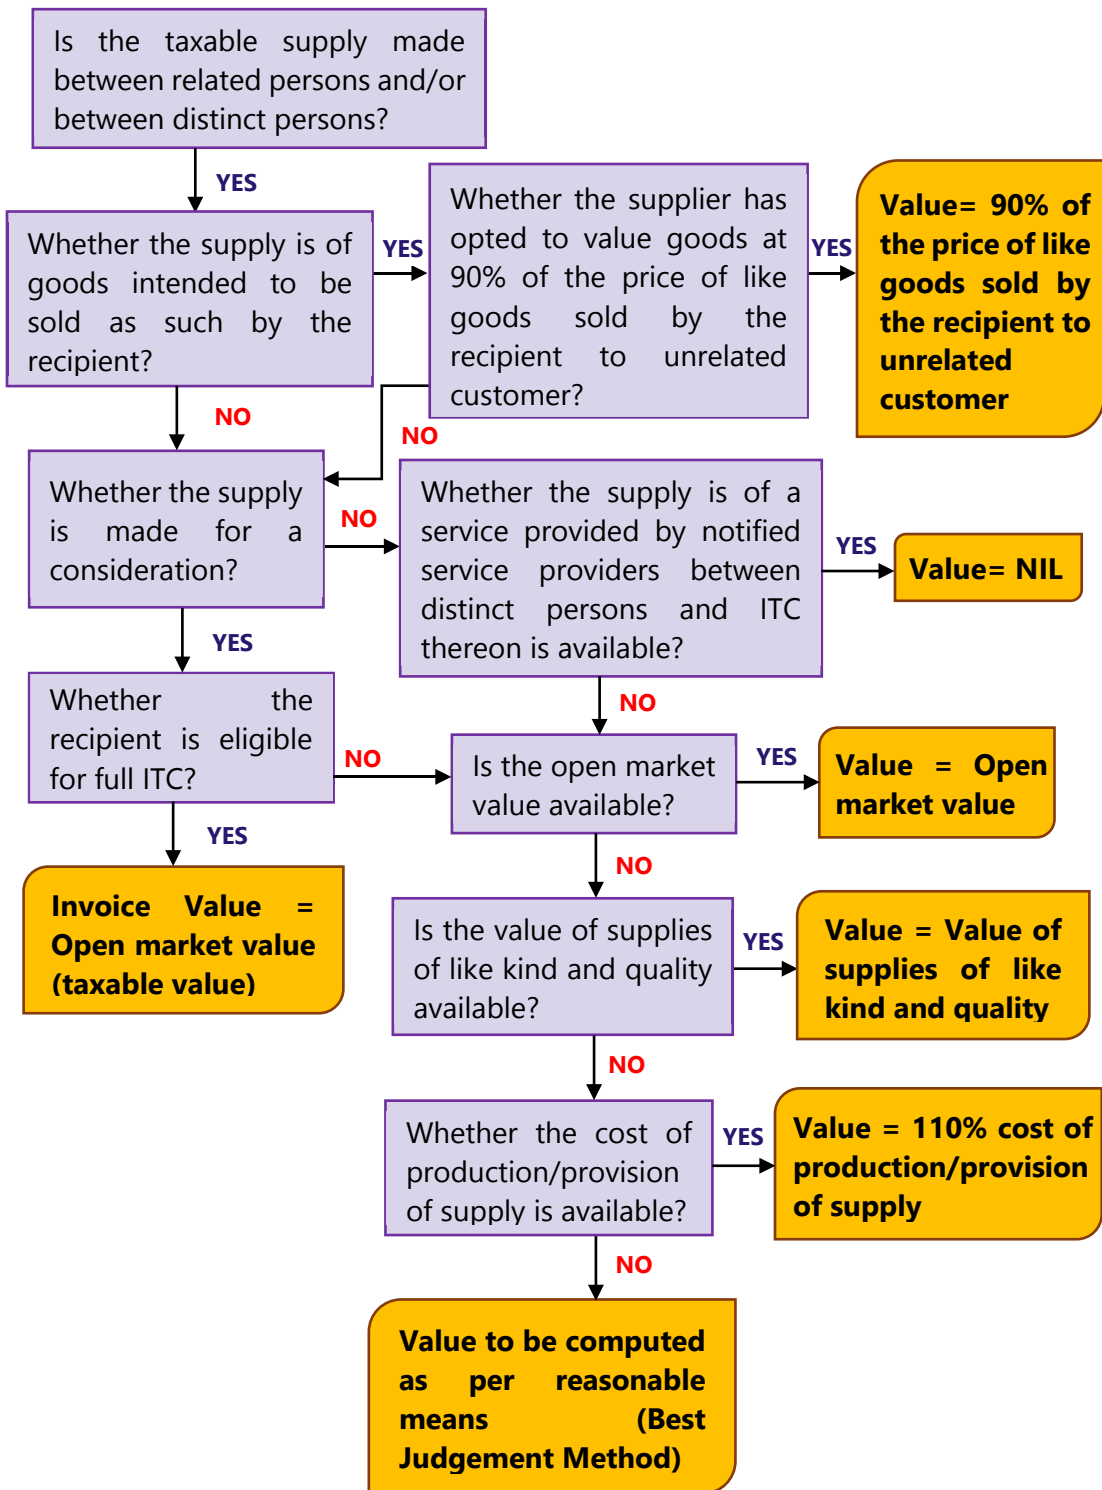 Is the taxable supply made
between related persons and/or
between distinct persons?
YES
Whether the supply is of
goods intended to be
sold as such by the
recipient?
YES
Whether the supplier has
opted to value goods at
90% of the price of like
goods sold by the
recipient to unrelated
customer?
YES
Value= 90% of
the price of like
goods sold by
the recipient to
unrelated
customer
NO
NO
Whether the supply
is made for a
consideration?
NO
Whether the supply is of a
service provided by notified
service providers between
distinct persons and ITC
thereon is available?
YES
Value= NIL
YES
NO
Whether the
recipient is eligible
for full ITC?
NO
Is the open market
value available?
YES
Value = Open
market value
YES
NO
Invoice Value =
Open market value
(taxable value)
Is the value of supplies
of like kind and quality
available?
YES
Value = Value of
supplies of like
kind and quality
NO
Whether the cost of
production/provision
of supply is available?
YES
Value = 110% cost of
production/provision
of supply
NO
Value to be computed
as per reasonable
means (Best
Judgement Method)